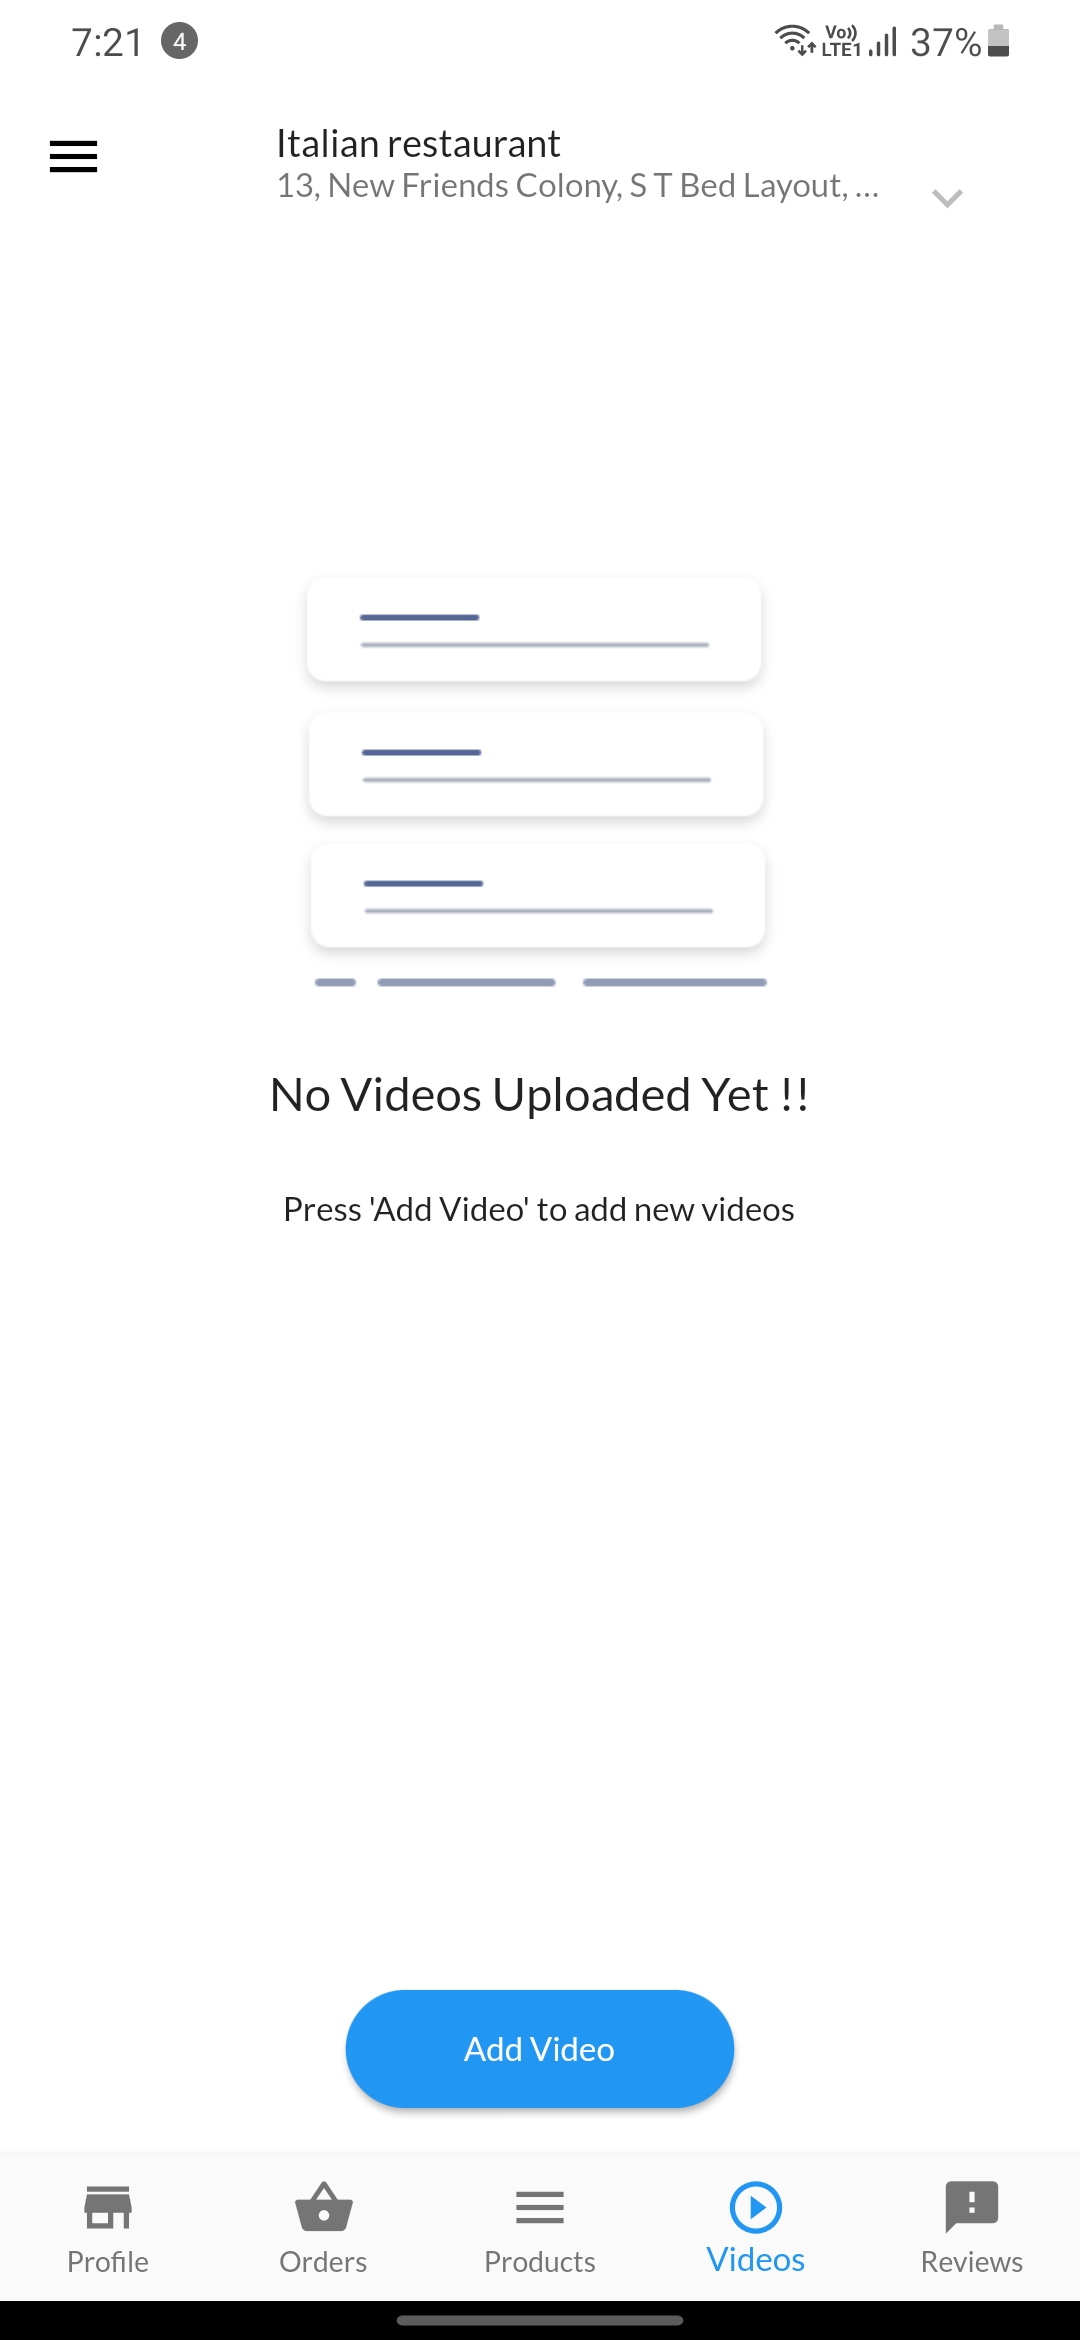 7:21 4 Vo)) LTE1 37%
Italian restaurant
13, New Friends Colony, S T Bed Layout, ...
No Videos Uploaded Yet !!
Press 'Add Video' to add new videos
Add Video
Profile Orders Products Videos Reviews